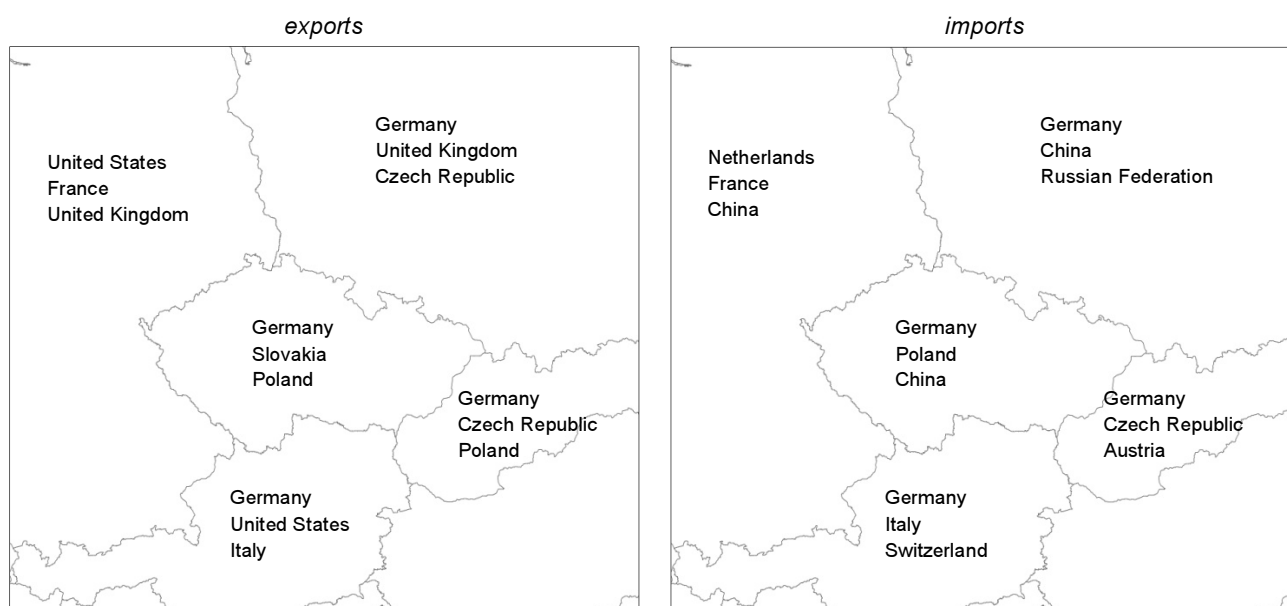 exports
United States
France
United Kingdom
Germany
United Kingdom
Czech Republic
Germany
Slovakia
Poland
Germany
Czech Republic
Poland
Germany
United States
Italy
imports
Netherlands
France
China
Germany
China
Russian Federation
Germany
Poland
China
Germany
Czech Republic
Austria
Germany
Italy
Switzerland